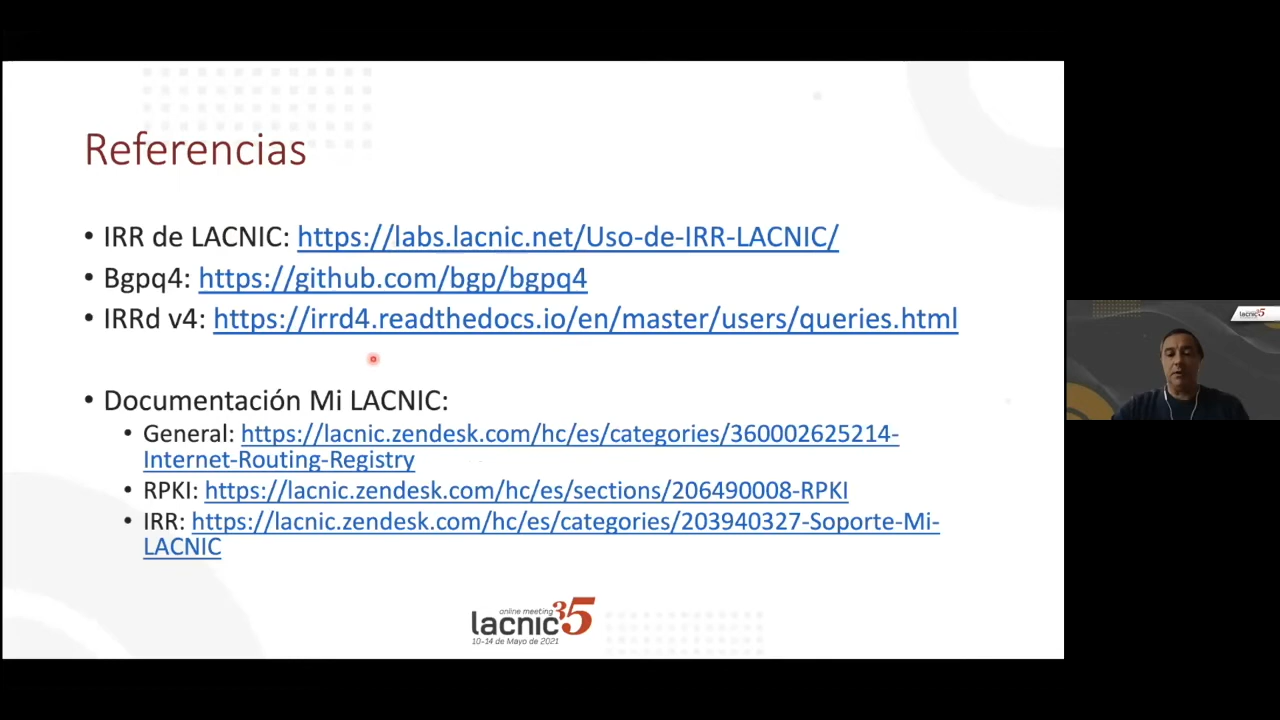 Referencias
• IRR de LACNIC: https://labs.lacnic.net/Uso-de-IRR-LACNIC/
• Bgpq4: https://github.com/bgp/bgpq4
• IRRd v4: https://irrd4.readthedocs.io/en/master/users/queries.html
• Documentación Mi LACNIC:
• General: https://lacnic.zendesk.com/hc/es/categories/360002625214-
Internet-Routing-Registry
• RPKI: https://lacnic.zendesk.com/hc/es/sections/206490008-RPKI
• IRR: https://lacnic.zendesk.com/hc/es/categories/203940327-Soporte-Mi-
LACNIC
online meeting
lacnic35
10-14 de Mayo de 2021
lacnic35